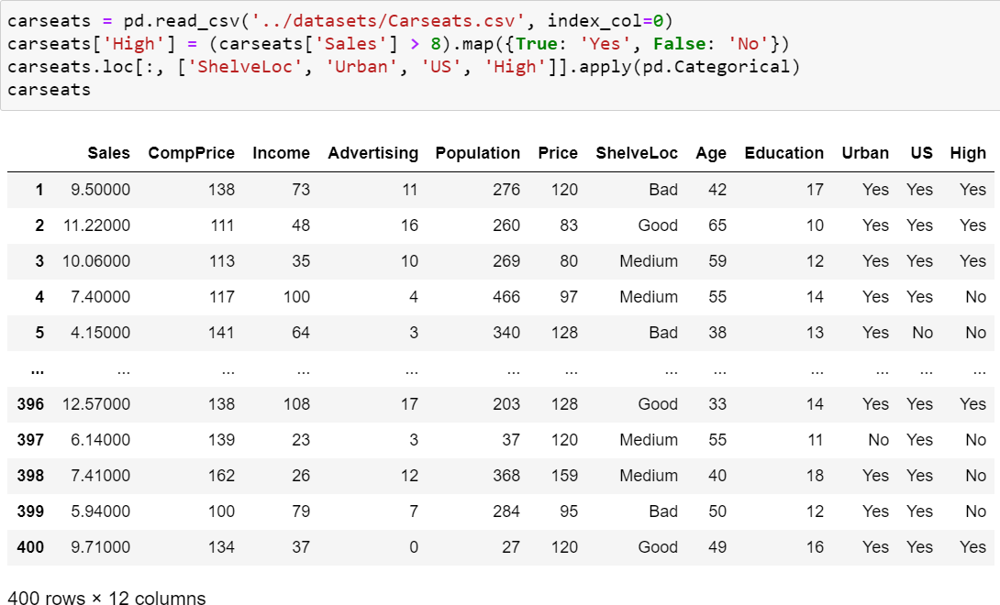 carseats = pd.read_csv('../datasets/Carseats.csv', index_col=0)
carseats['High'] = (carseats['Sales'] > 8).map({True: 'Yes', False: 'No'})
carseats.loc[:, ['ShelveLoc', 'Urban', 'US', 'High']].apply(pd.Categorical)
carseats
Sales CompPrice Income Advertising Population Price ShelveLoc Age Education Urban US High
1 9.50000 138 73 11 276 120 Bad 42 17 Yes Yes Yes
2 11.22000 111 48 16 260 83 Good 65 10 Yes Yes Yes
3 10.06000 113 35 10 269 80 Medium 59 12 Yes Yes Yes
4 7.40000 117 100 4 466 97 Medium 55 14 Yes Yes No
5 4.15000 141 64 3 340 128 Bad 38 13 Yes No No
... ... ... ... ... ... ... ... ... ... ... ... ...
396 12.57000 138 108 17 203 128 Good 33 14 Yes Yes Yes
397 6.14000 139 23 3 37 120 Medium 55 11 No Yes No
398 7.41000 162 26 12 368 159 Medium 40 18 Yes Yes No
399 5.94000 100 79 7 284 95 Bad 50 12 Yes Yes No
400 9.71000 134 37 0 27 120 Good 49 16 Yes Yes Yes
400 rows × 12 columns